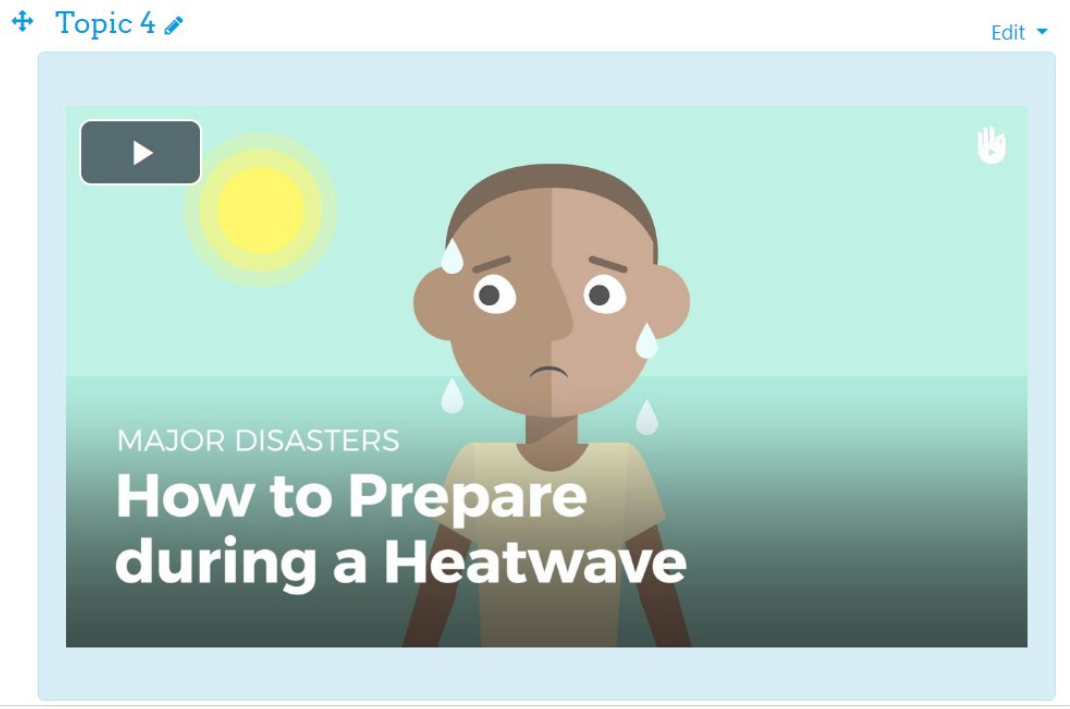 Topic 4
Edit
MAJOR DISASTERS
How to Prepare
during a Heatwave